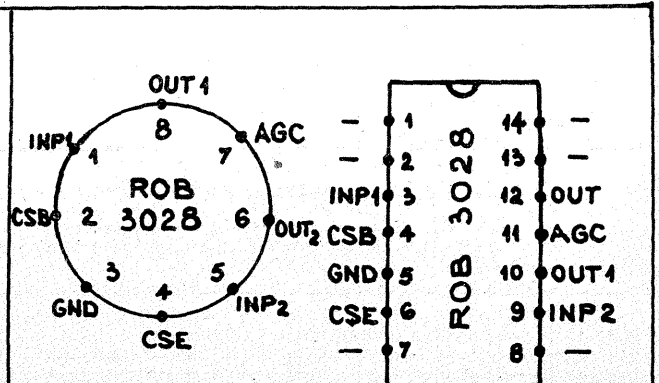 OUT1
8
INP1 1
7 AGC
ROB
3028
CSB 2
6 OUT2
3
GND
4
CSE
5
INP2
– 1
14 –
– 2
13 –
INP1 3
12 OUT
CSB 4
11 AGC
GND 5
10 OUT1
CSE 6
9 INP2
– 7
8 –
ROB 3028